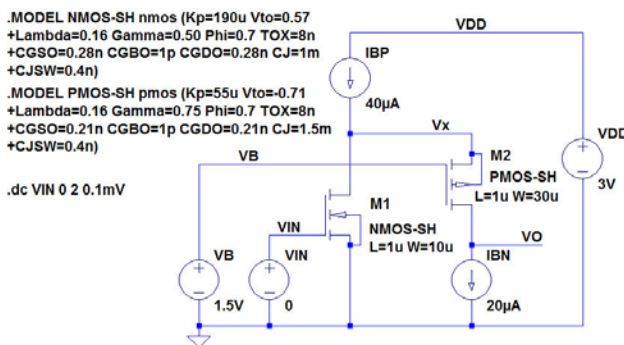 .MODEL NMOS-SH nmos (Kp=190u Vto=0.57
+Lambda=0.16 Gamma=0.50 Phi=0.7 TOX=8n
+CGSO=0.28n CGBO=1p CGDO=0.28n CJ=1m
+CJSW=0.4n)
.MODEL PMOS-SH pmos (Kp=55u Vto=-0.71
+Lambda=0.16 Gamma=0.75 Phi=0.7 TOX=8n
+CGSO=0.21n CGBO=1p CGDO=0.21n CJ=1.5m
+CJSW=0.4n)
.dc VIN 0 2 0.1mV
VDD
IBP
40µA
Vx
VB
M2
PMOS-SH
L=1u W=30u
VDD
3V
M1
NMOS-SH
L=1u W=10u
VIN
VO
VB
1.5V
VIN
0
IBN
20µA